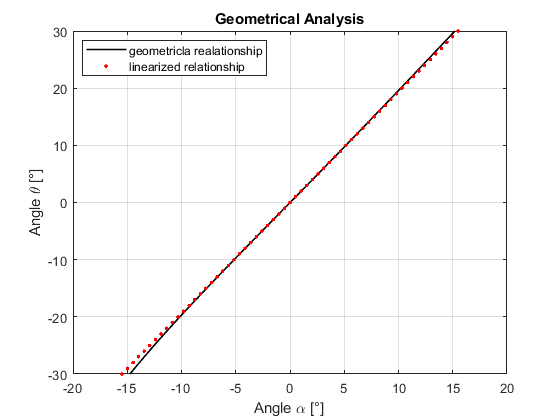 Geometrical Analysis
geometricla realationship
linearized relationship
30
20
10
0
-10
-20
-30
Angle θ [°]
-20 -15 -10 -5 0 5 10 15 20
Angle α [°]